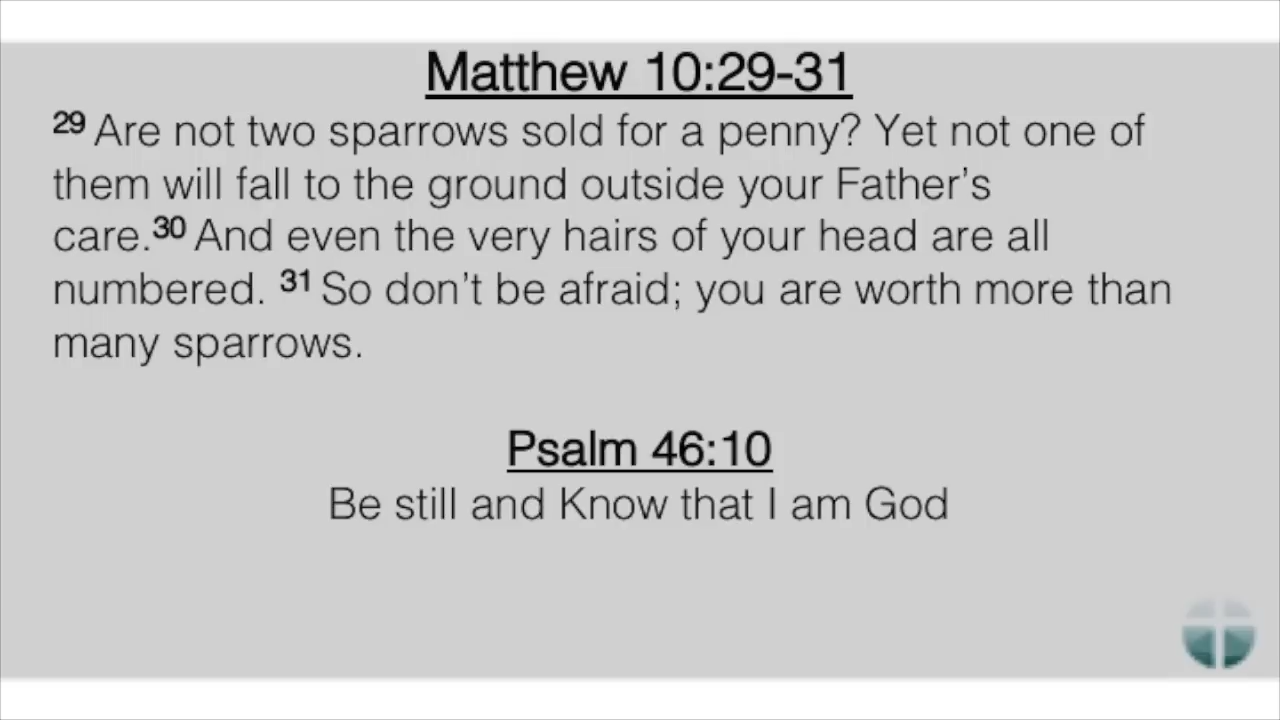 Matthew 10:29-31
29 Are not two sparrows sold for a penny? Yet not one of
them will fall to the ground outside your Father’s
care.30 And even the very hairs of your head are all
numbered. 31 So don’t be afraid; you are worth more than
many sparrows.
Psalm 46:10
Be still and Know that I am God